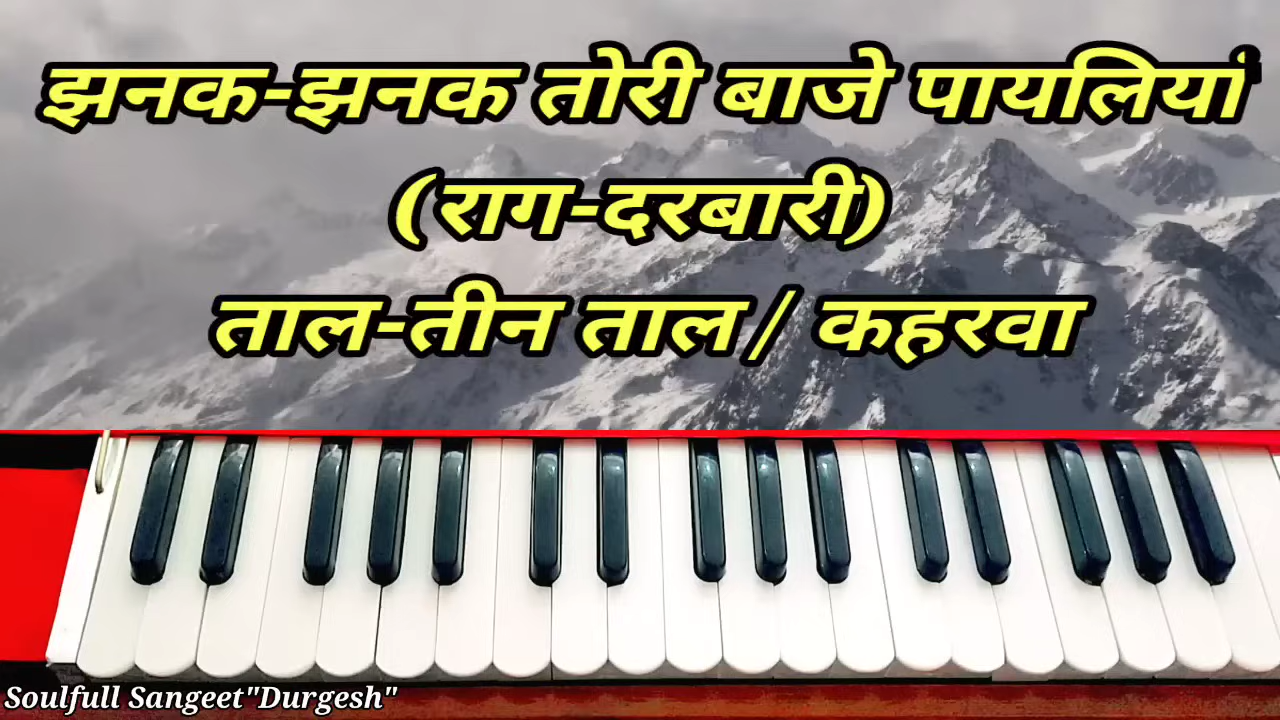 झनक-झनक तोरी बाजे पायलियां
(राग-दरबारी)
ताल-तीन ताल/ कहरवा
Soulfull Sangeet"Durgesh"